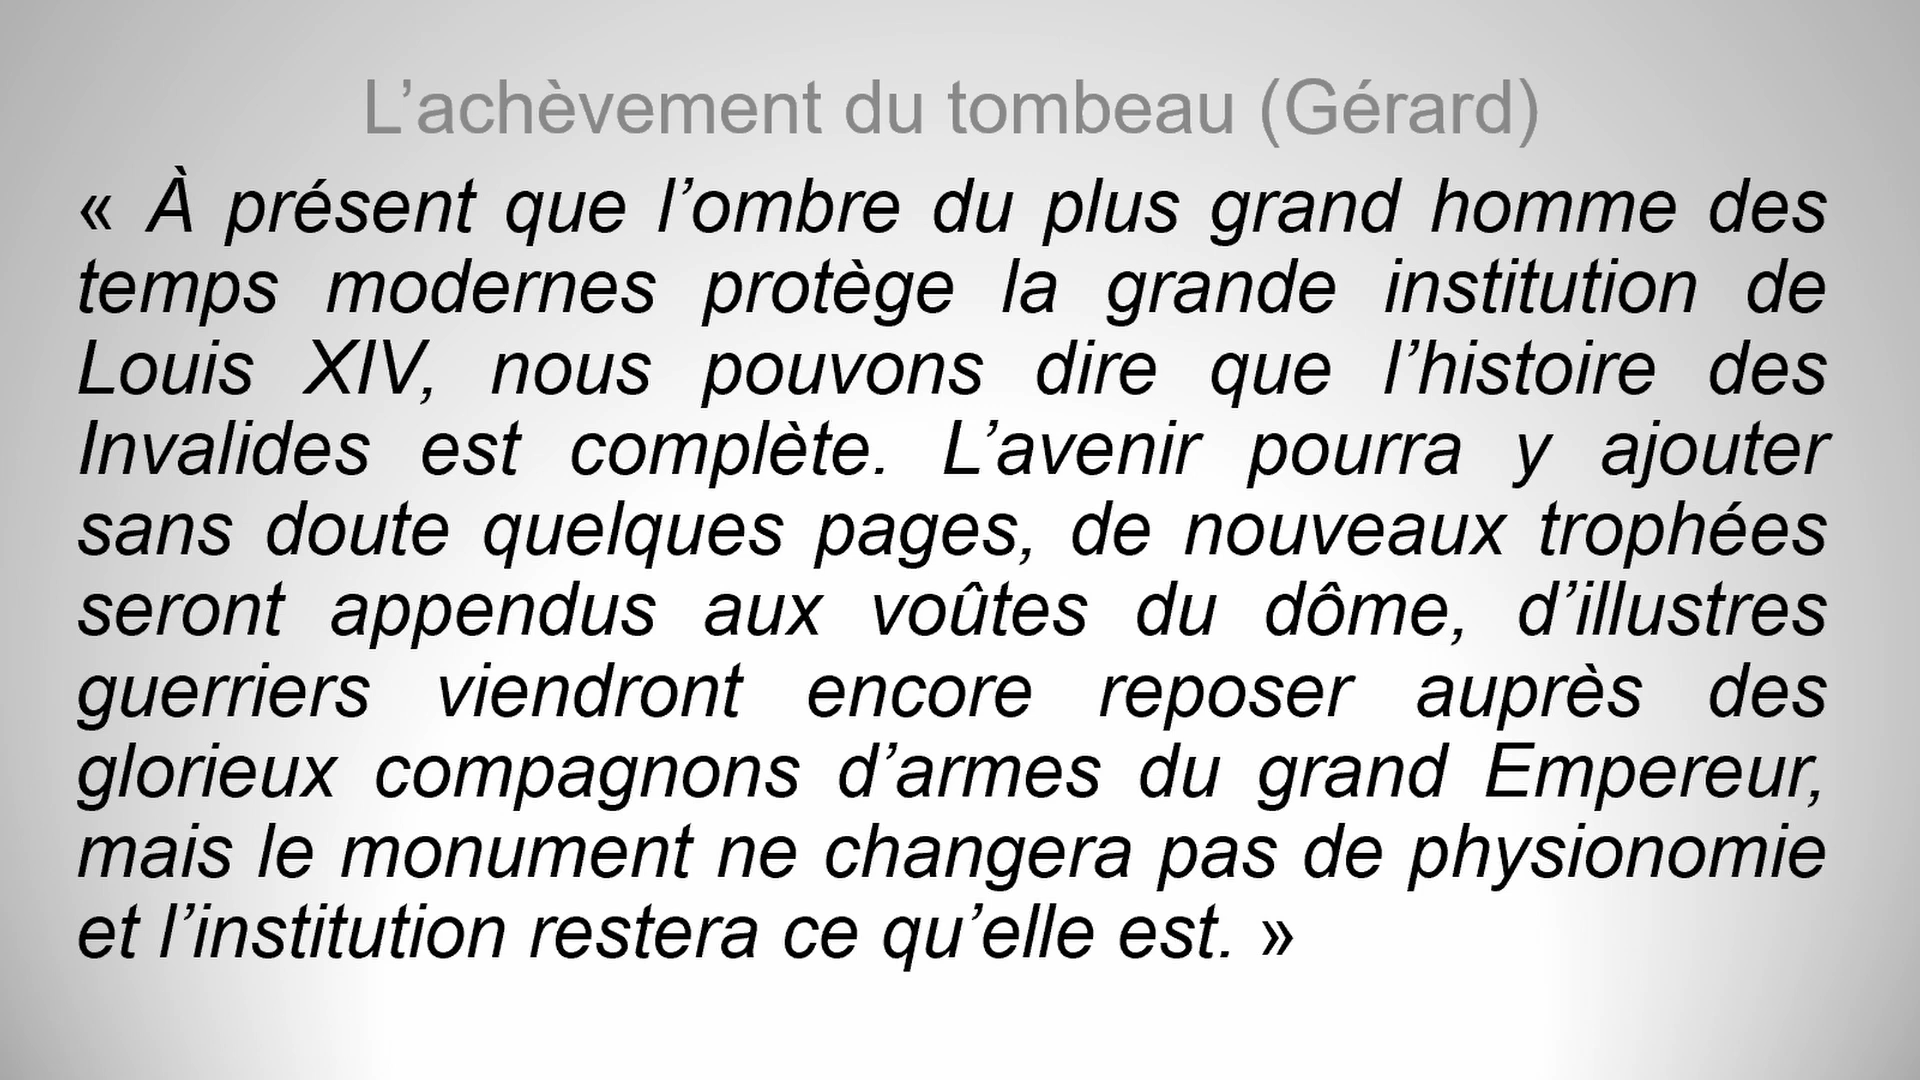 L’achèvement du tombeau (Gérard)
« À présent que l’ombre du plus grand homme des
temps modernes protège la grande institution de
Louis XIV, nous pouvons dire que l’histoire des
Invalides est complète. L’avenir pourra y ajouter
sans doute quelques pages, de nouveaux trophées
seront appendus aux voûtes du dôme, d’illustres
guerriers viendront encore reposer auprès des
glorieux compagnons d’armes du grand Empereur,
mais le monument ne changera pas de physionomie
et l’institution restera ce qu’elle est. »